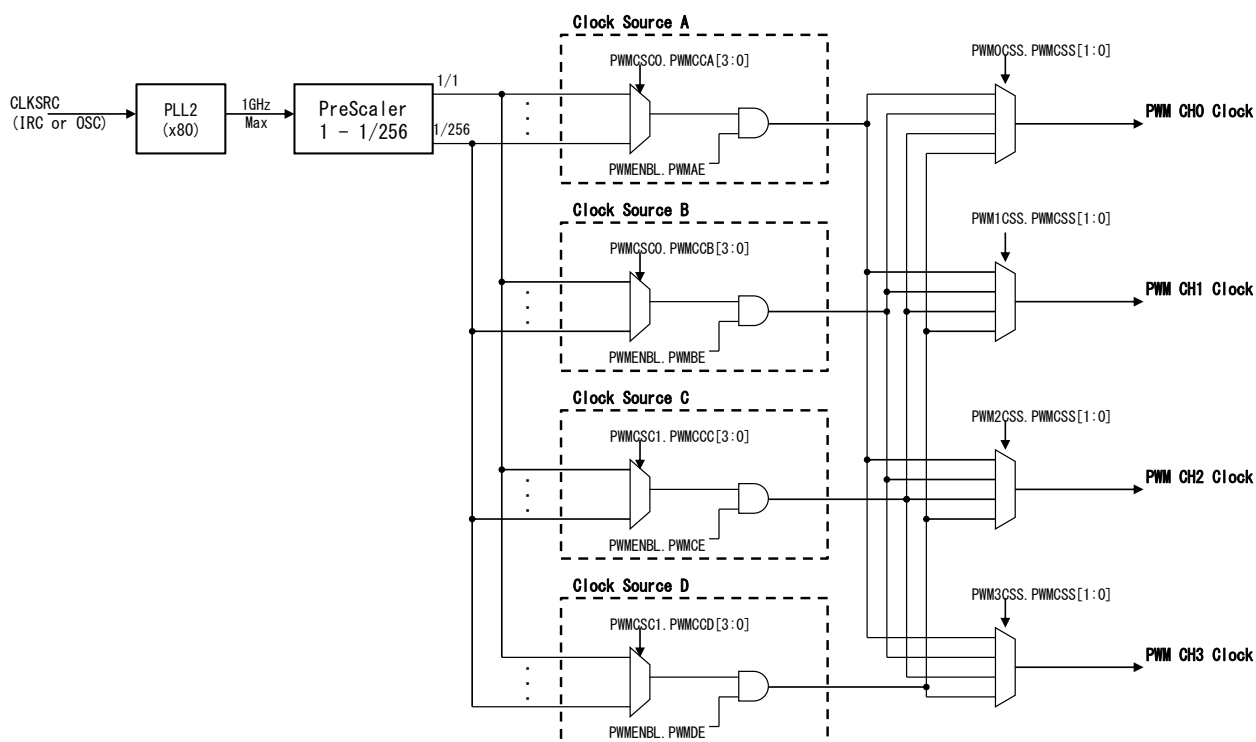 Clock Source A
PWMCSC0.PWMCCA[3:0]
PWM0CSS.PWMCSS[1:0]
1/1
CLKSRC
(IRC or OSC)
PLL2
(x80)
1GHz
Max
PreScaler
1 - 1/256
1/256
PWM CH0 Clock
PWMENBL.PWMAE
Clock Source B
PWMCSC0.PWMCCB[3:0]
PWM1CSS.PWMCSS[1:0]
PWM CH1 Clock
PWMENBL.PWMBE
Clock Source C
PWMCSC1.PWMCCC[3:0]
PWM2CSS.PWMCSS[1:0]
PWM CH2 Clock
PWMENBL.PWMCE
Clock Source D
PWMCSC1.PWMCCD[3:0]
PWM3CSS.PWMCSS[1:0]
PWM CH3 Clock
PWMENBL.PWMDE